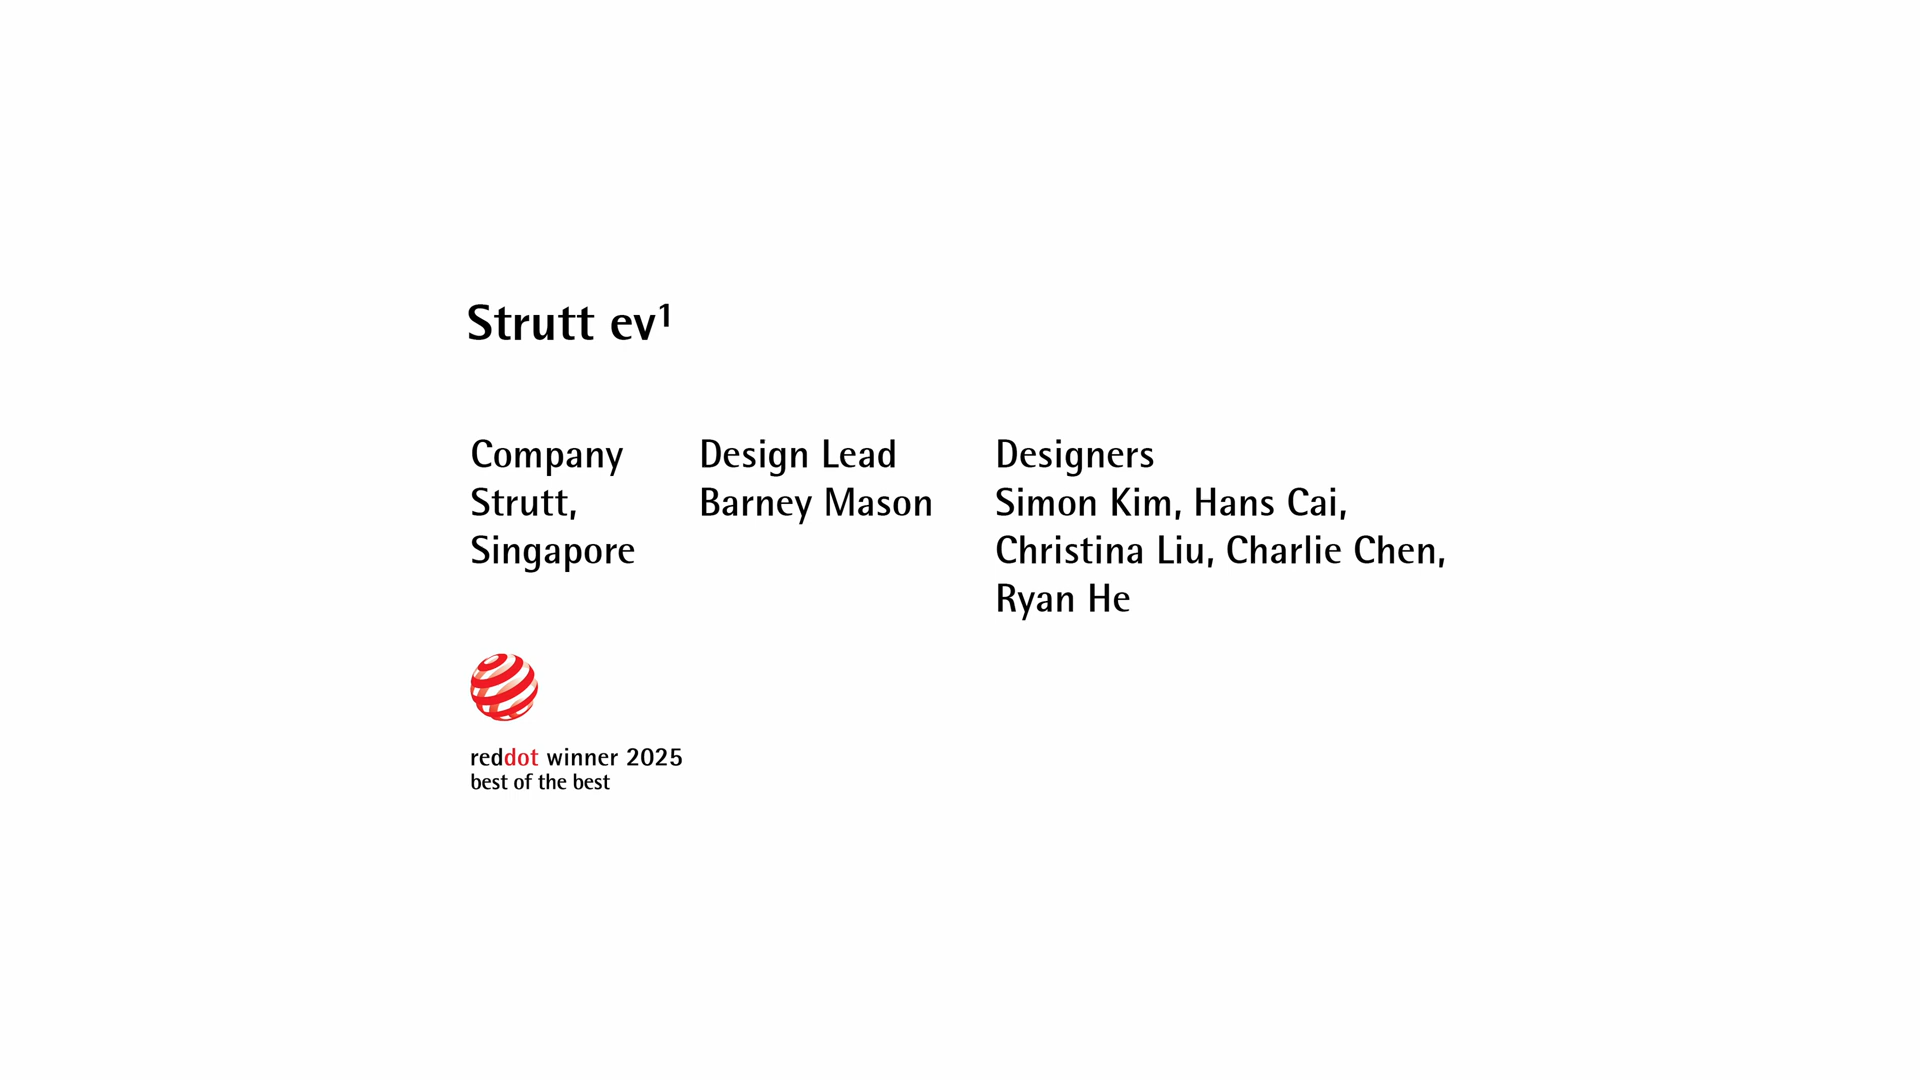 Strutt ev¹
Company
Strutt,
Singapore
Design Lead
Barney Mason
Designers
Simon Kim, Hans Cai,
Christina Liu, Charlie Chen,
Ryan He
reddot winner 2025
best of the best